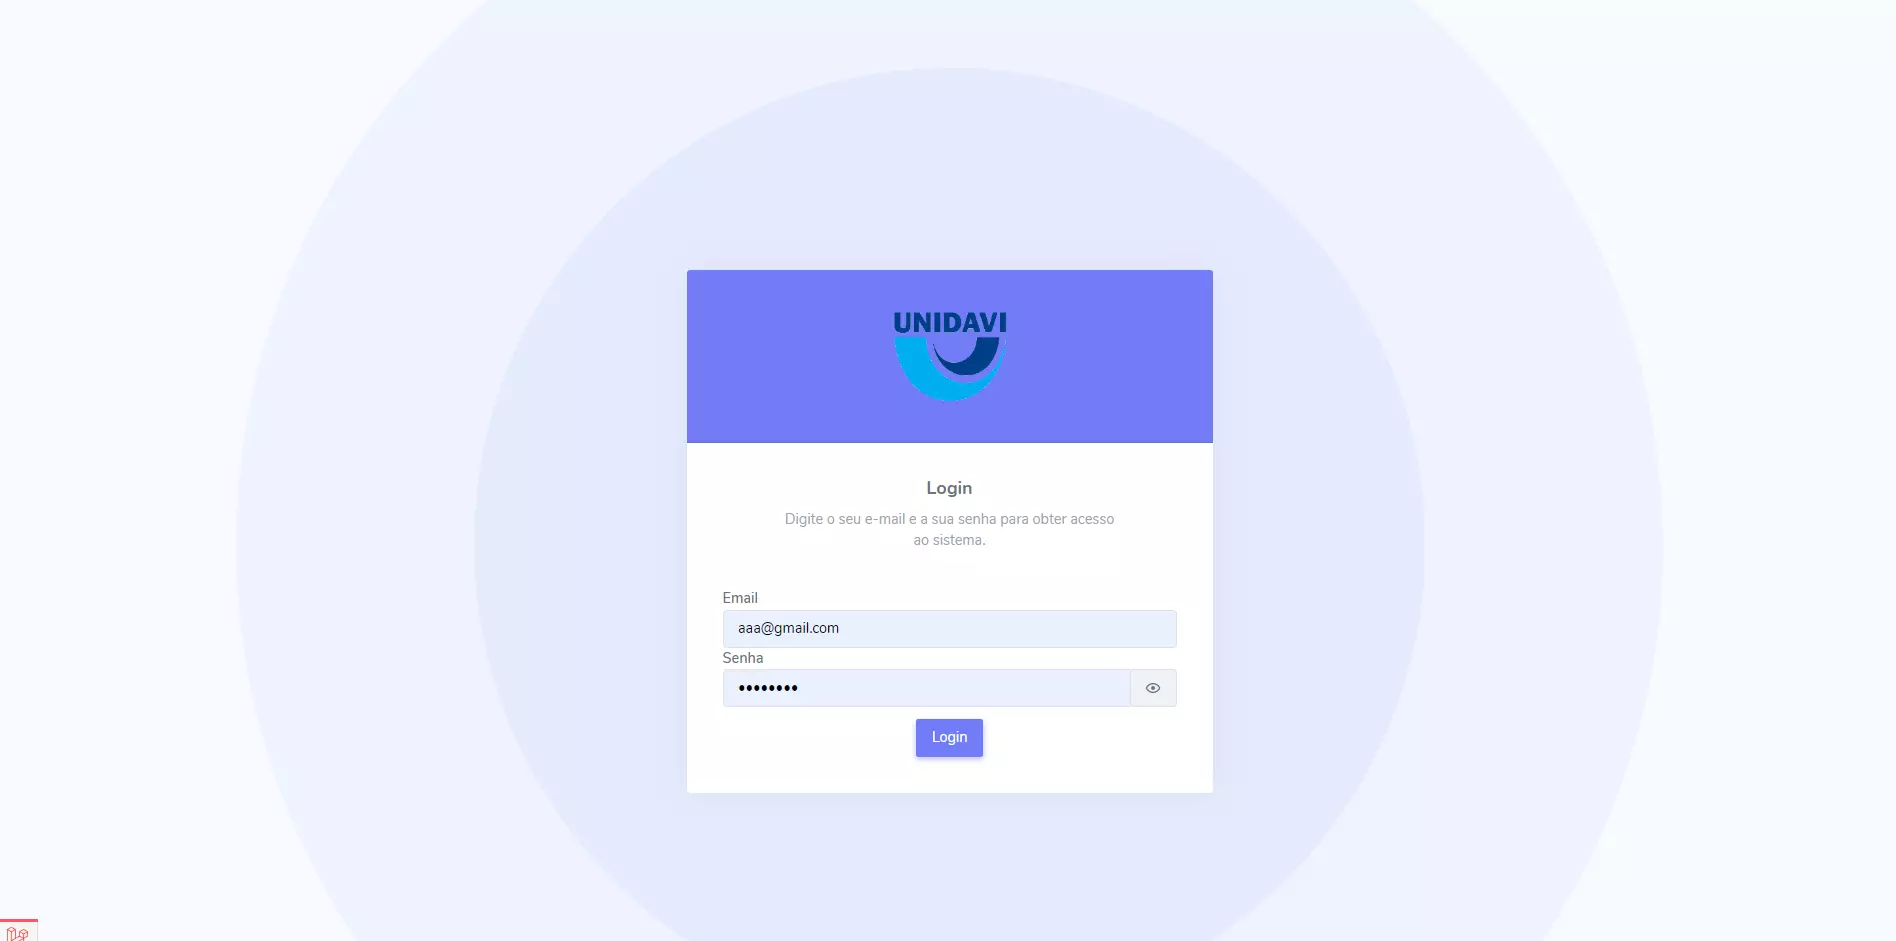 UNIDAVI
Login
Digite o seu e-mail e a sua senha para obter acesso
ao sistema.
Email
aaa@gmail.com
Senha
••••••••
Login